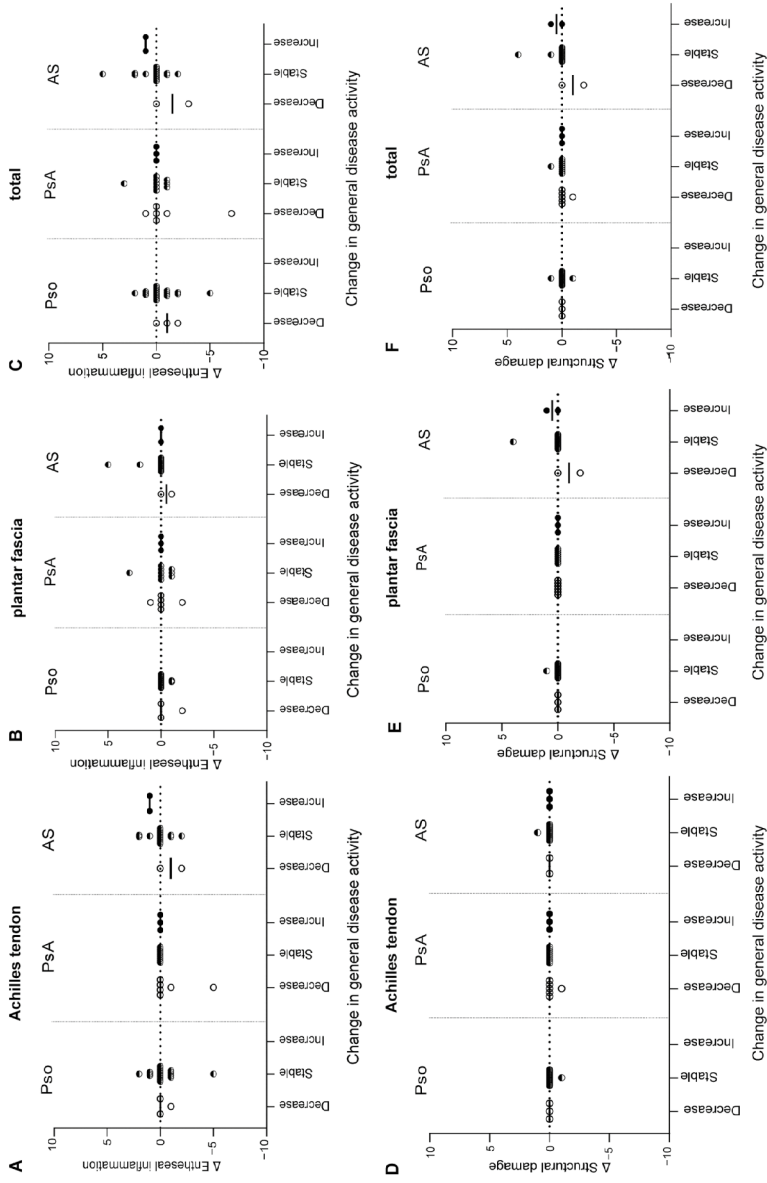 A
Achilles tendon
Pso
PsA
AS
10
5
0
−5
−10
Δ Entheseal inflammation
Decrease
Stable
Increase
Decrease
Stable
Increase
Decrease
Stable
Increase
Change in general disease activity
B
plantar fascia
Pso
PsA
AS
10
5
0
−5
−10
Δ Entheseal inflammation
Decrease
Stable
Increase
Decrease
Stable
Increase
Decrease
Stable
Increase
Change in general disease activity
C
total
Pso
PsA
AS
10
5
0
−5
−10
Δ Entheseal inflammation
Decrease
Stable
Increase
Decrease
Stable
Increase
Decrease
Stable
Increase
Change in general disease activity
D
Achilles tendon
Pso
PsA
AS
10
5
0
−5
−10
Δ Structural damage
Decrease
Stable
Increase
Decrease
Stable
Increase
Decrease
Stable
Increase
Change in general disease activity
E
plantar fascia
Pso
PsA
AS
10
5
0
−5
−10
Δ Structural damage
Decrease
Stable
Increase
Decrease
Stable
Increase
Decrease
Stable
Increase
Change in general disease activity
F
total
Pso
PsA
AS
10
5
0
−5
−10
Δ Structural damage
Decrease
Stable
Increase
Decrease
Stable
Increase
Decrease
Stable
Increase
Change in general disease activity